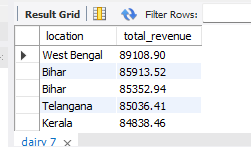 Result Grid Filter Rows:
location total_revenue
West Bengal 89108.90
Bihar 85913.52
Bihar 85352.94
Telangana 85036.41
Kerala 84838.46
dairy 7 ×